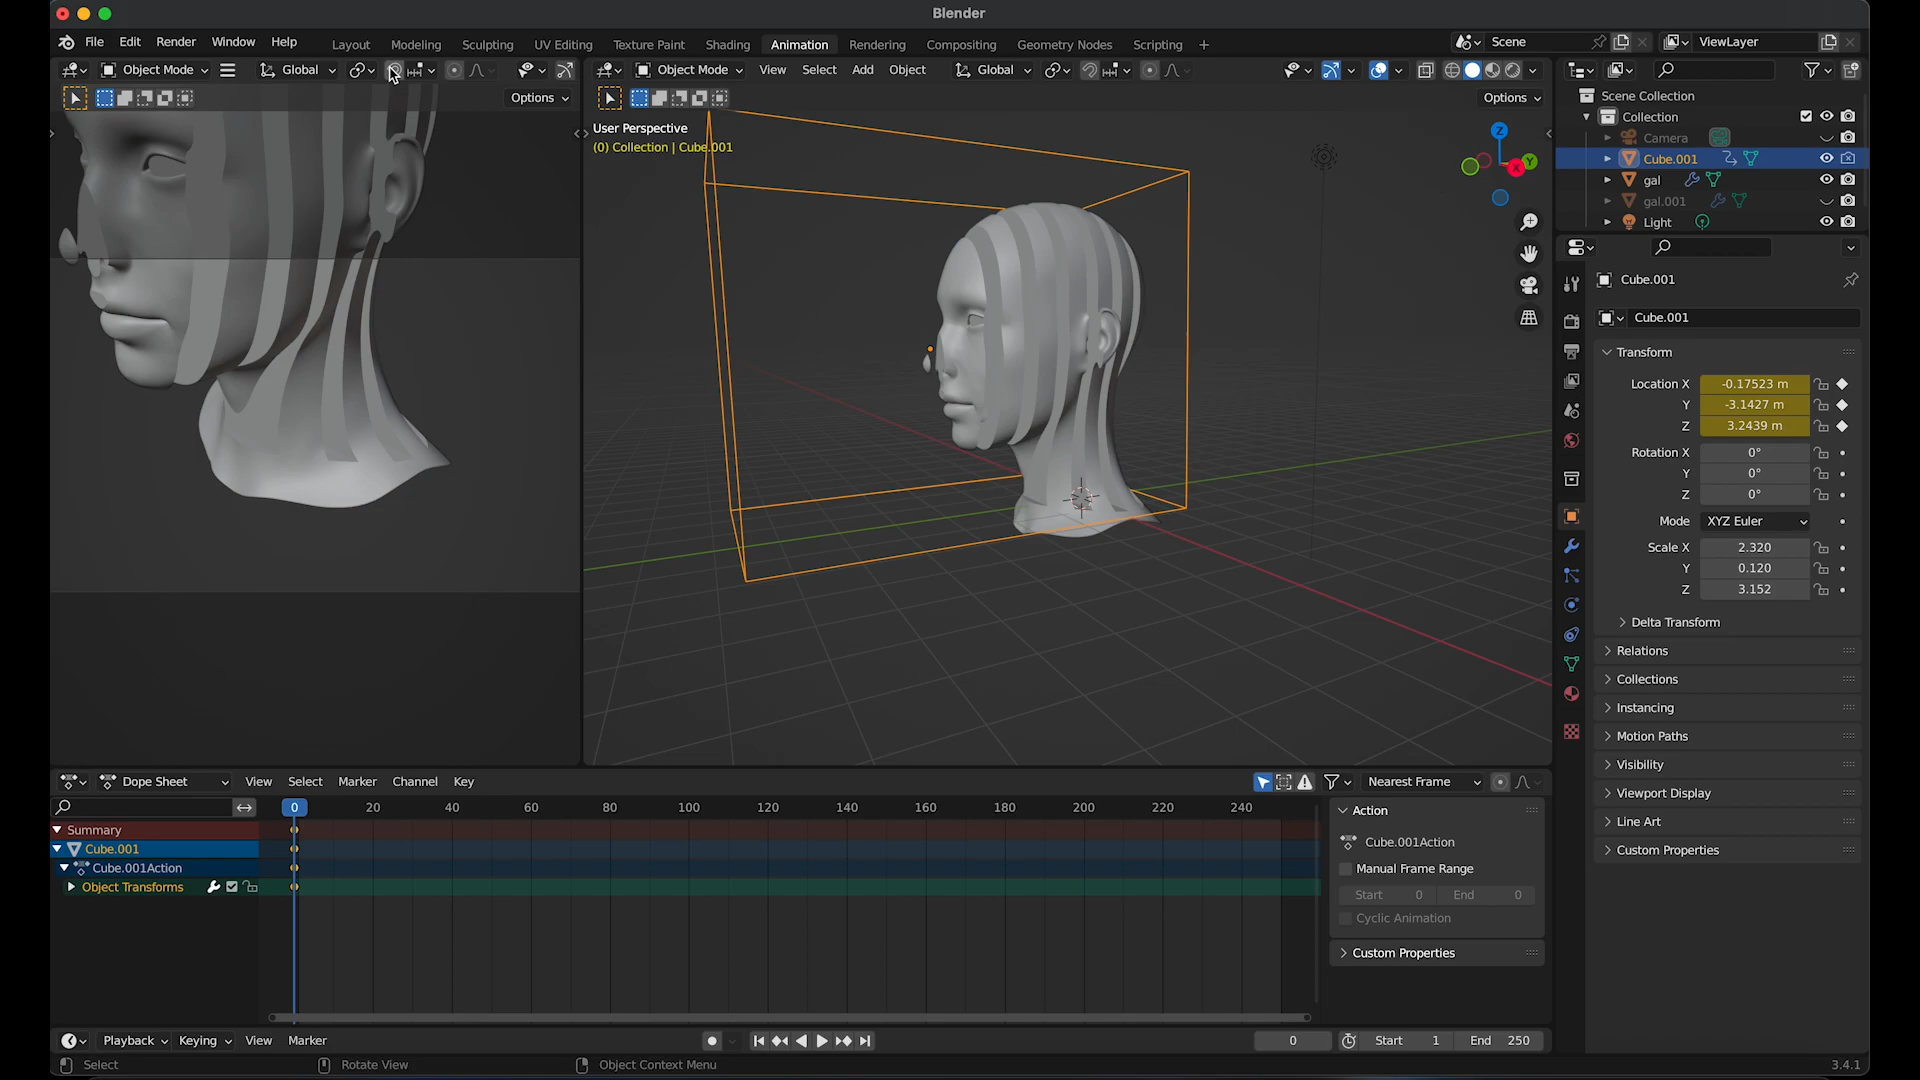 Blender
File Edit Render Window Help Layout Modeling Sculpting UV Editing Texture Paint Shading Animation Rendering Compositing Geometry Nodes Scripting + Scene ViewLayer
Object Mode Global Object Mode View Select Add Object Global
Options Options
Scene Collection
Collection
Camera
Cube.001
gal
gal.001
Light
User Perspective
(0) Collection | Cube.001
Z
Y
X
Cube.001
Cube.001
Transform
Location X -0.17523 m
Y -3.1427 m
Z 3.2439 m
Rotation X 0°
Y 0°
Z 0°
Mode XYZ Euler
Scale X 2.320
Y 0.120
Z 3.152
Delta Transform
Relations
Collections
Instancing
Motion Paths
Visibility
Viewport Display
Line Art
Custom Properties
Dope Sheet View Select Marker Channel Key Nearest Frame
0 20 40 60 80 100 120 140 160 180 200 220 240
Summary
Cube.001
Cube.001Action
Object Transforms
Action
Cube.001Action
Manual Frame Range
Start 0 End 0
Cyclic Animation
Custom Properties
Playback Keying View Marker 0 Start 1 End 250
Select Rotate View Object Context Menu 3.4.1